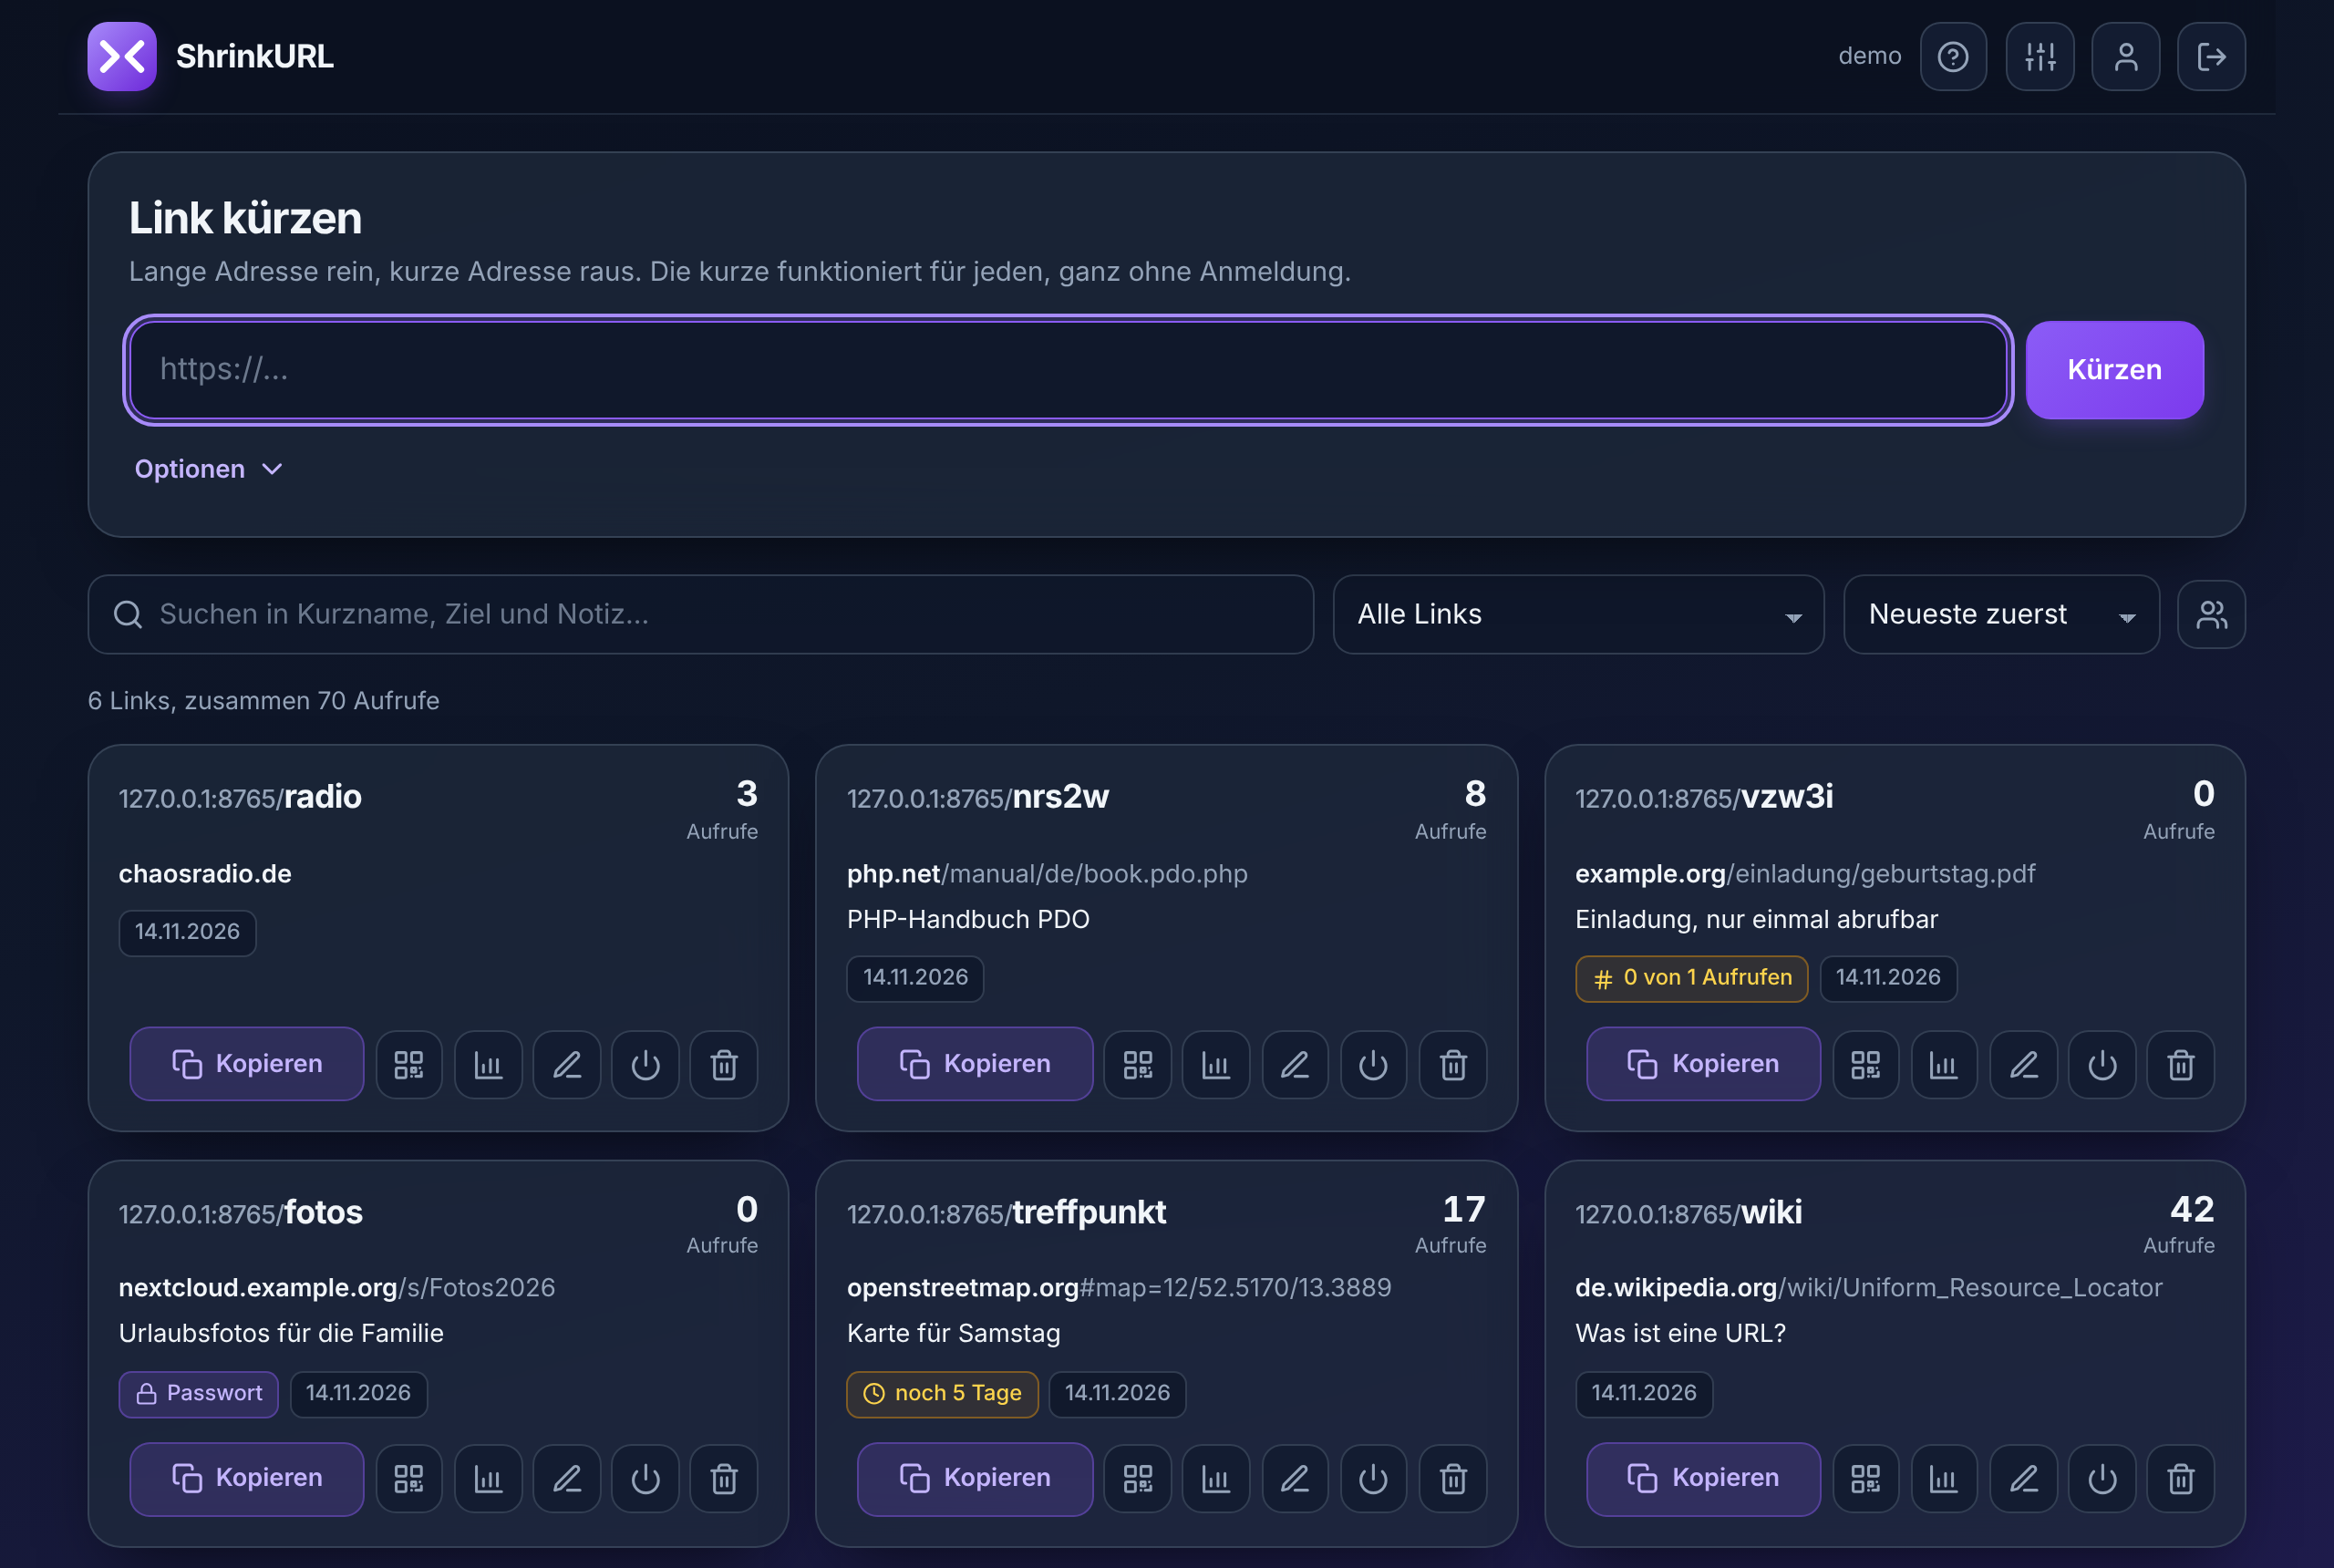 ShrinkURL
demo
Link kürzen
Lange Adresse rein, kurze Adresse raus. Die kurze funktioniert für jeden, ganz ohne Anmeldung.
https://...
Kürzen
Optionen
Suchen in Kurzname, Ziel und Notiz...
Alle Links
Neueste zuerst
6 Links, zusammen 70 Aufrufe
127.0.0.1:8765/radio
3
Aufrufe
chaosradio.de
14.11.2026
Kopieren
127.0.0.1:8765/nrs2w
8
Aufrufe
php.net/manual/de/book.pdo.php
PHP-Handbuch PDO
14.11.2026
Kopieren
127.0.0.1:8765/vzw3i
0
Aufrufe
example.org/einladung/geburtstag.pdf
Einladung, nur einmal abrufbar
# 0 von 1 Aufrufen
14.11.2026
Kopieren
127.0.0.1:8765/fotos
0
Aufrufe
nextcloud.example.org/s/Fotos2026
Urlaubsfotos für die Familie
Passwort
14.11.2026
Kopieren
127.0.0.1:8765/treffpunkt
17
Aufrufe
openstreetmap.org#map=12/52.5170/13.3889
Karte für Samstag
noch 5 Tage
14.11.2026
Kopieren
127.0.0.1:8765/wiki
42
Aufrufe
de.wikipedia.org/wiki/Uniform_Resource_Locator
Was ist eine URL?
14.11.2026
Kopieren